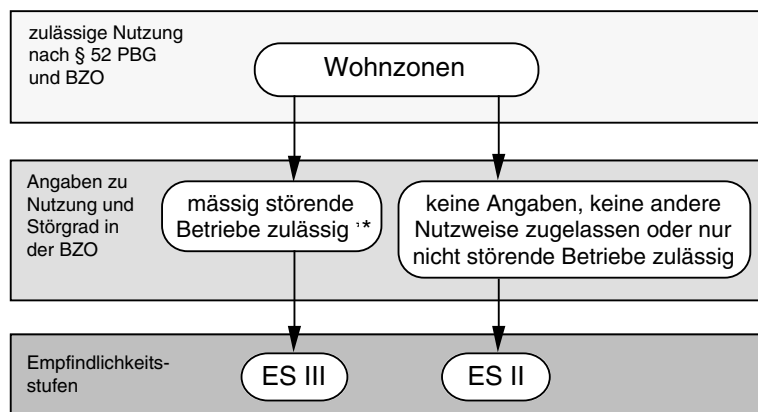 zulässige Nutzung
nach § 52 PBG
und BZO
Wohnzonen
Angaben zu
Nutzung und
Störgrad in
der BZO
mässig störende
Betriebe zulässig ¹*
keine Angaben, keine andere
Nutzweise zugelassen oder nur
nicht störende Betriebe zulässig
Empfindlichkeits-
stufen
ES III
ES II